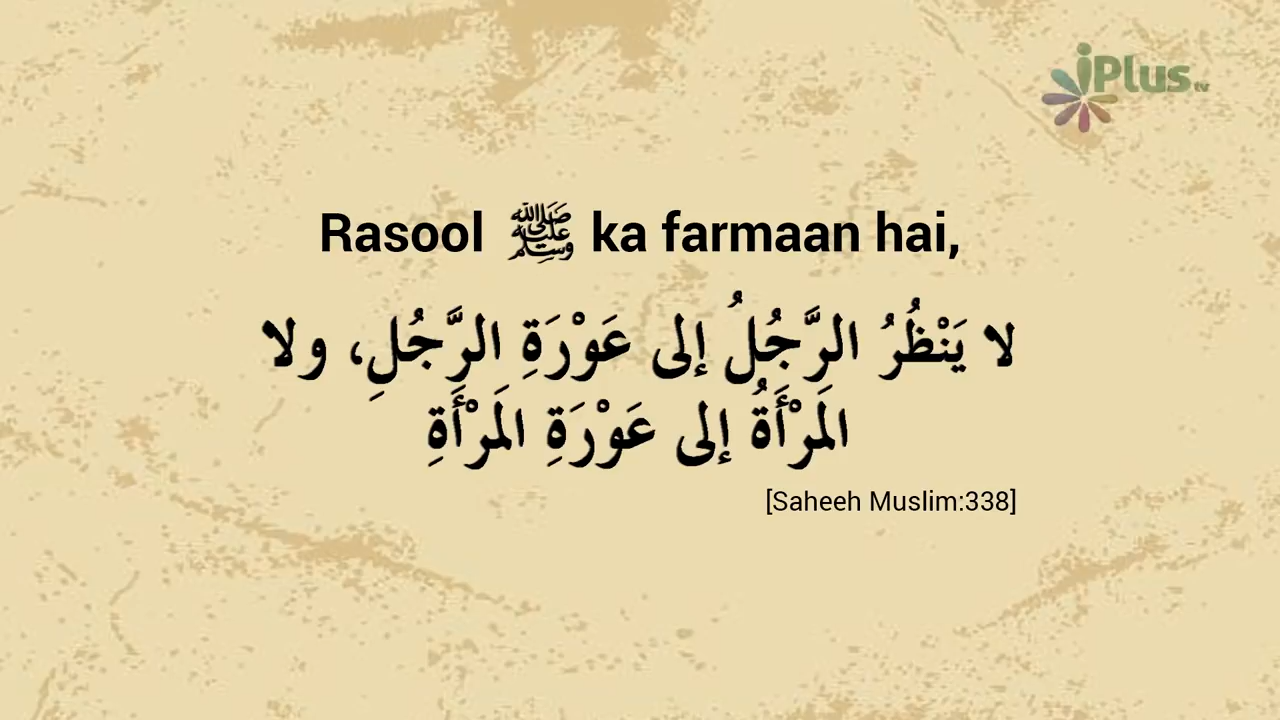 iPlus tv
Rasool ﷺ ka farmaan hai,
لا يَنْظُرُ الرَّجُلُ إلى عَوْرَةِ الرَّجُلِ، ولا
المَرْأَةُ إلى عَوْرَةِ المَرْأَةِ
[Saheeh Muslim:338]